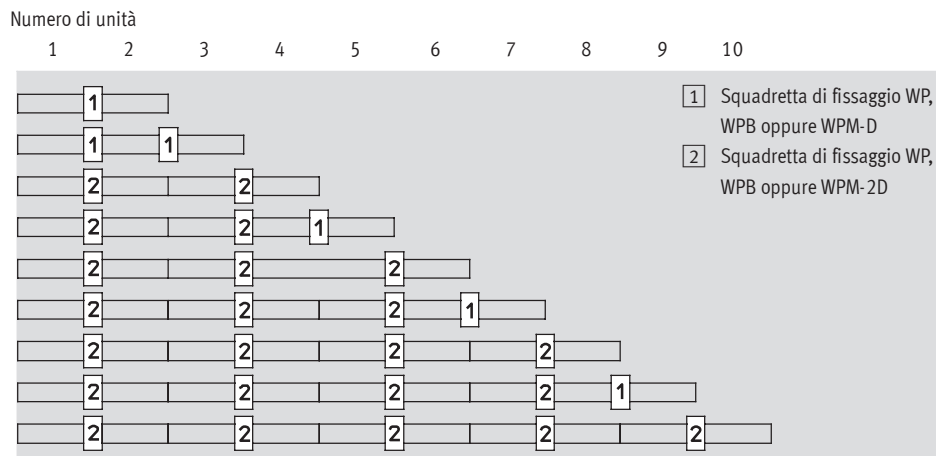 Numero di unità
1 2 3 4 5 6 7 8 9 10
1
1 1
2 2
2 2 1
2 2 2
2 2 2 1
2 2 2 2
2 2 2 2 1
2 2 2 2 2
1 Squadretta di fissaggio WP,
WPB oppure WPM-D
2 Squadretta di fissaggio WP,
WPB oppure WPM-2D